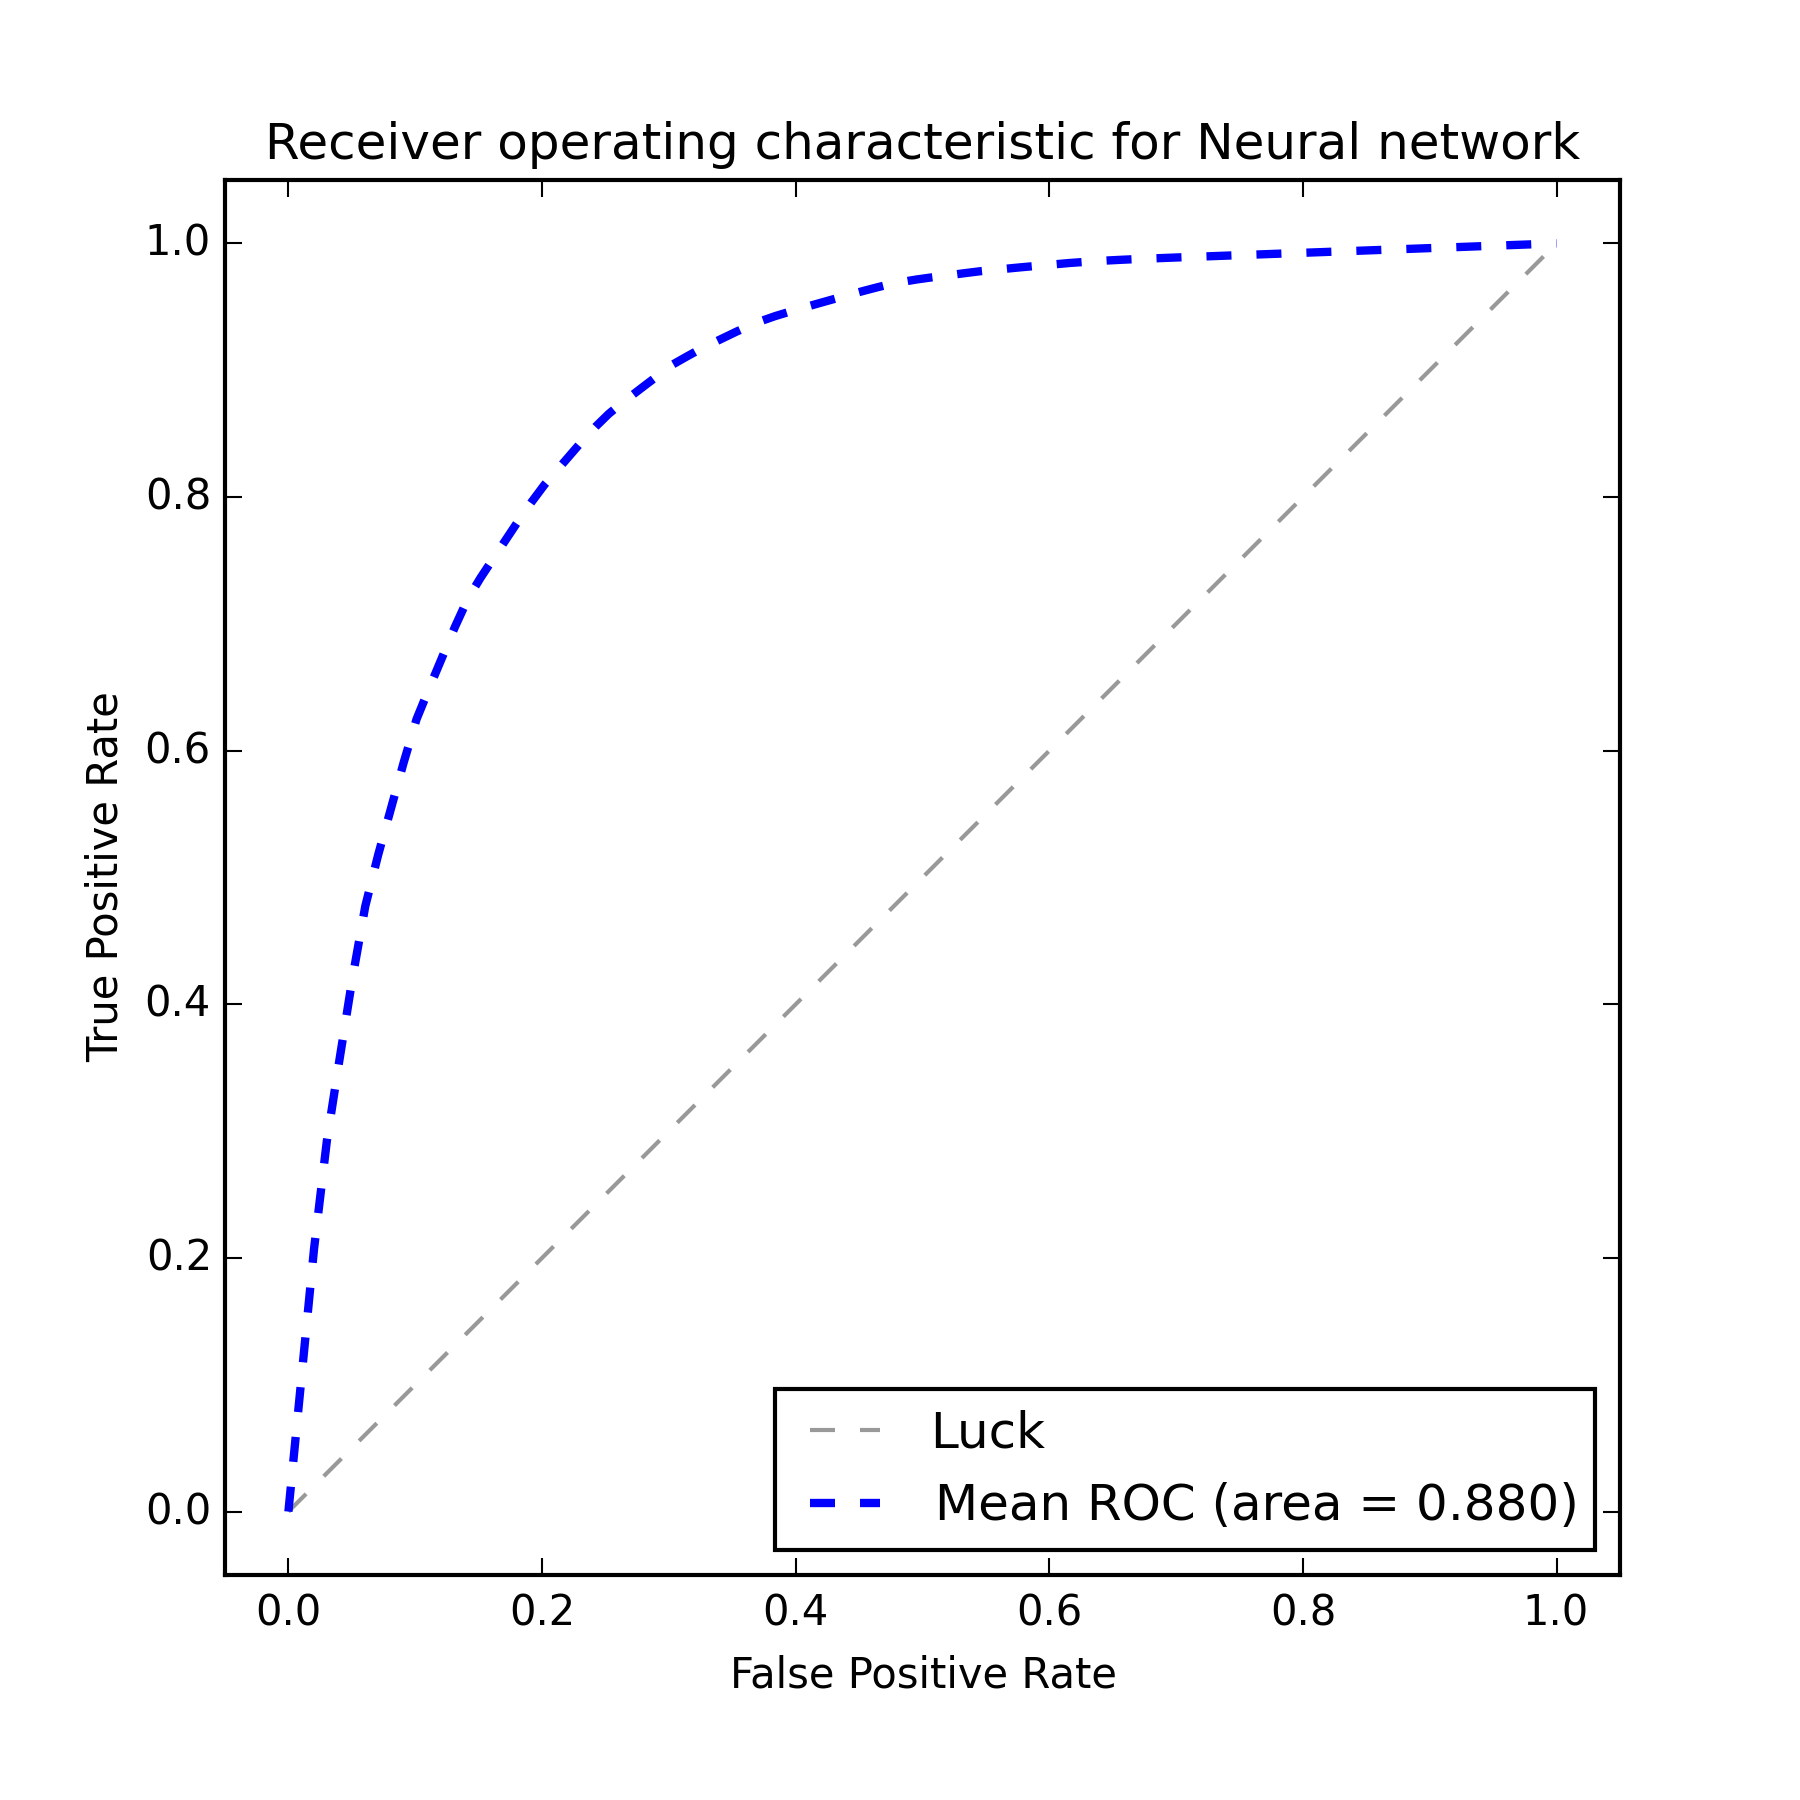 Receiver operating characteristic for Neural network
1.0
0.8
0.6
0.4
0.2
0.0
True Positive Rate
Luck
Mean ROC (area = 0.880)
0.0 0.2 0.4 0.6 0.8 1.0
False Positive Rate